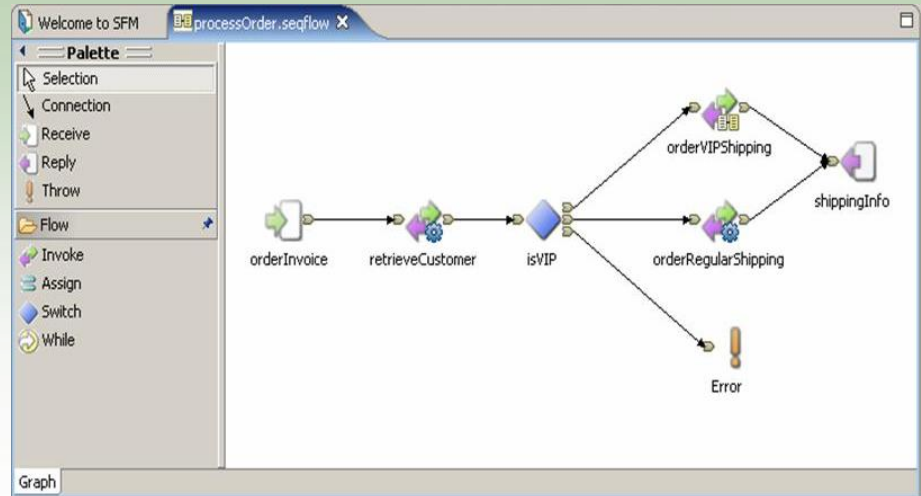 Welcome to SFM
processOrder.seqflow
Palette
Selection
Connection
Receive
Reply
Throw
Flow
Invoke
Assign
Switch
While
orderInvoice
retrieveCustomer
isVIP
orderVIPShipping
orderRegularShipping
shippingInfo
Error
Graph